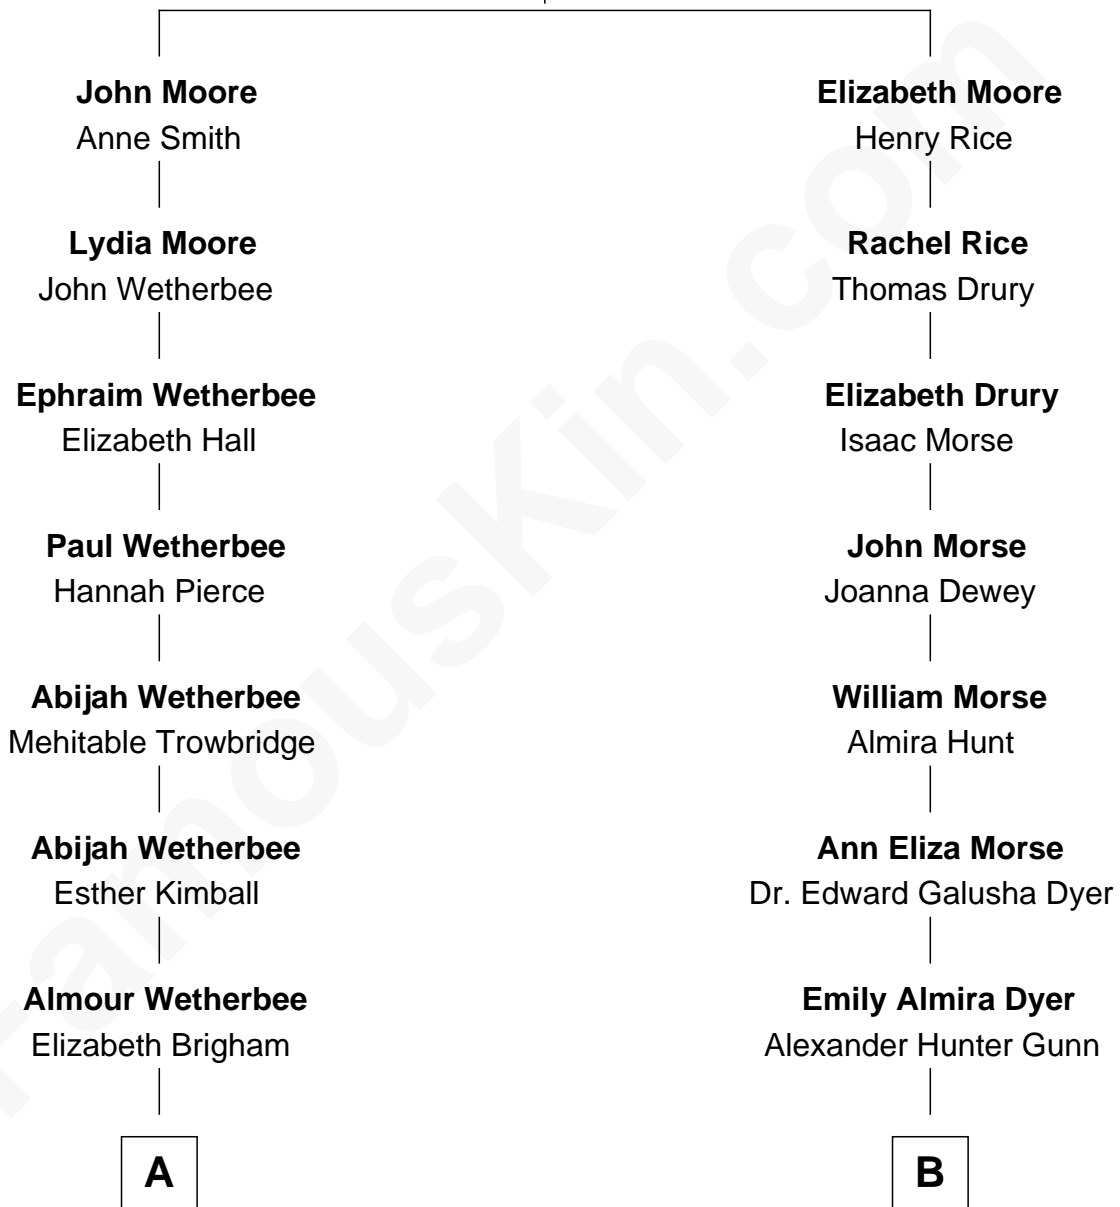 John Moore
Anne Smith
Elizabeth Moore
Henry Rice
Lydia Moore
John Wetherbee
Rachel Rice
Thomas Drury
Ephraim Wetherbee
Elizabeth Hall
Elizabeth Drury
Isaac Morse
Paul Wetherbee
Hannah Pierce
John Morse
Joanna Dewey
Abijah Wetherbee
Mehitable Trowbridge
William Morse
Almira Hunt
Abijah Wetherbee
Esther Kimball
Ann Eliza Morse
Dr. Edward Galusha Dyer
Almour Wetherbee
Elizabeth Brigham
Emily Almira Dyer
Alexander Hunter Gunn
A
B
FamousKin.com